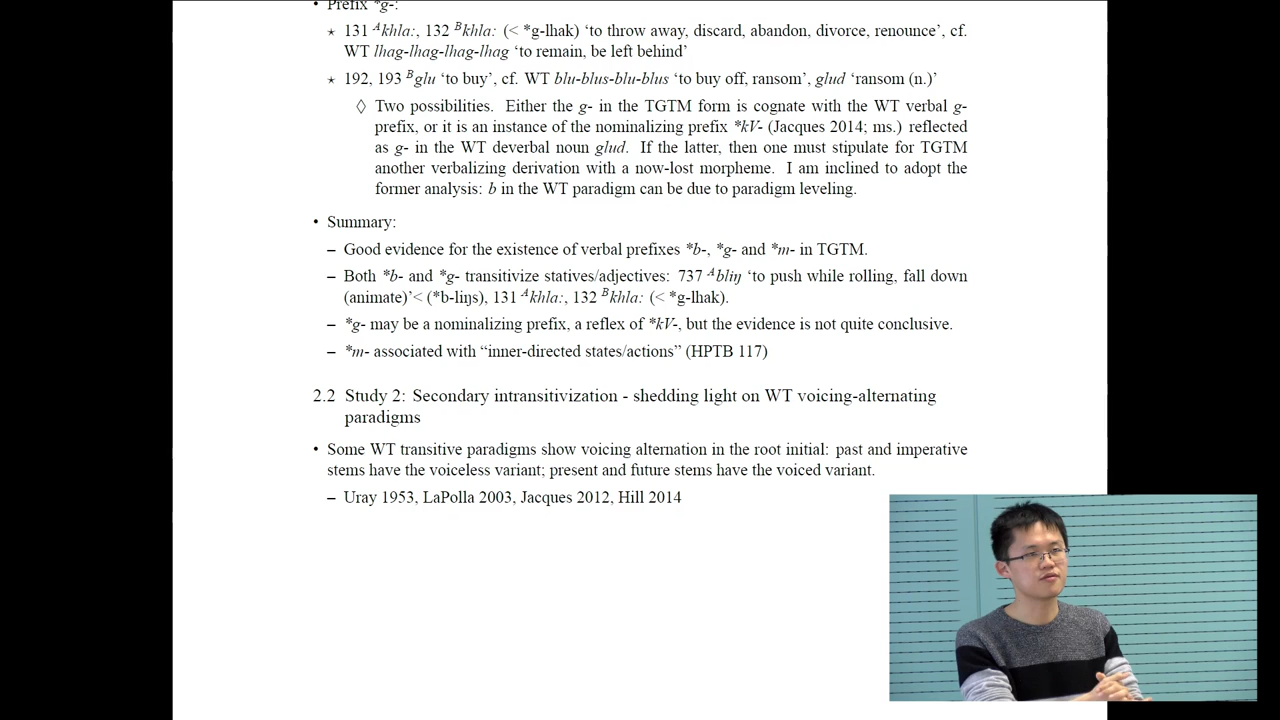 • Prefix *g-:
⋆ 131 ᴬkhla:, 132 ᴮkhla: (< *g-lhak) ‘to throw away, discard, abandon, divorce, renounce’, cf.
WT lhag-lhag-lhag-lhag ‘to remain, be left behind’
⋆ 192, 193 ᴮglu ‘to buy’, cf. WT blu-blus-blu-blus ‘to buy off, ransom’, glud ‘ransom (n.)’
◊ Two possibilities. Either the g- in the TGTM form is cognate with the WT verbal g-
prefix, or it is an instance of the nominalizing prefix *kV- (Jacques 2014; ms.) reflected
as g- in the WT deverbal noun glud. If the latter, then one must stipulate for TGTM
another verbalizing derivation with a now-lost morpheme. I am inclined to adopt the
former analysis: b in the WT paradigm can be due to paradigm leveling.
• Summary:
– Good evidence for the existence of verbal prefixes *b-, *g- and *m- in TGTM.
– Both *b- and *g- transitivize statives/adjectives: 737 ᴬbliŋ ‘to push while rolling, fall down
(animate)’< (*b-liŋs), 131 ᴬkhla:, 132 ᴮkhla: (< *g-lhak).
– *g- may be a nominalizing prefix, a reflex of *kV-, but the evidence is not quite conclusive.
– *m- associated with “inner-directed states/actions” (HPTB 117)
2.2 Study 2: Secondary intransitivization - shedding light on WT voicing-alternating
paradigms
• Some WT transitive paradigms show voicing alternation in the root initial: past and imperative
stems have the voiceless variant; present and future stems have the voiced variant.
– Uray 1953, LaPolla 2003, Jacques 2012, Hill 2014